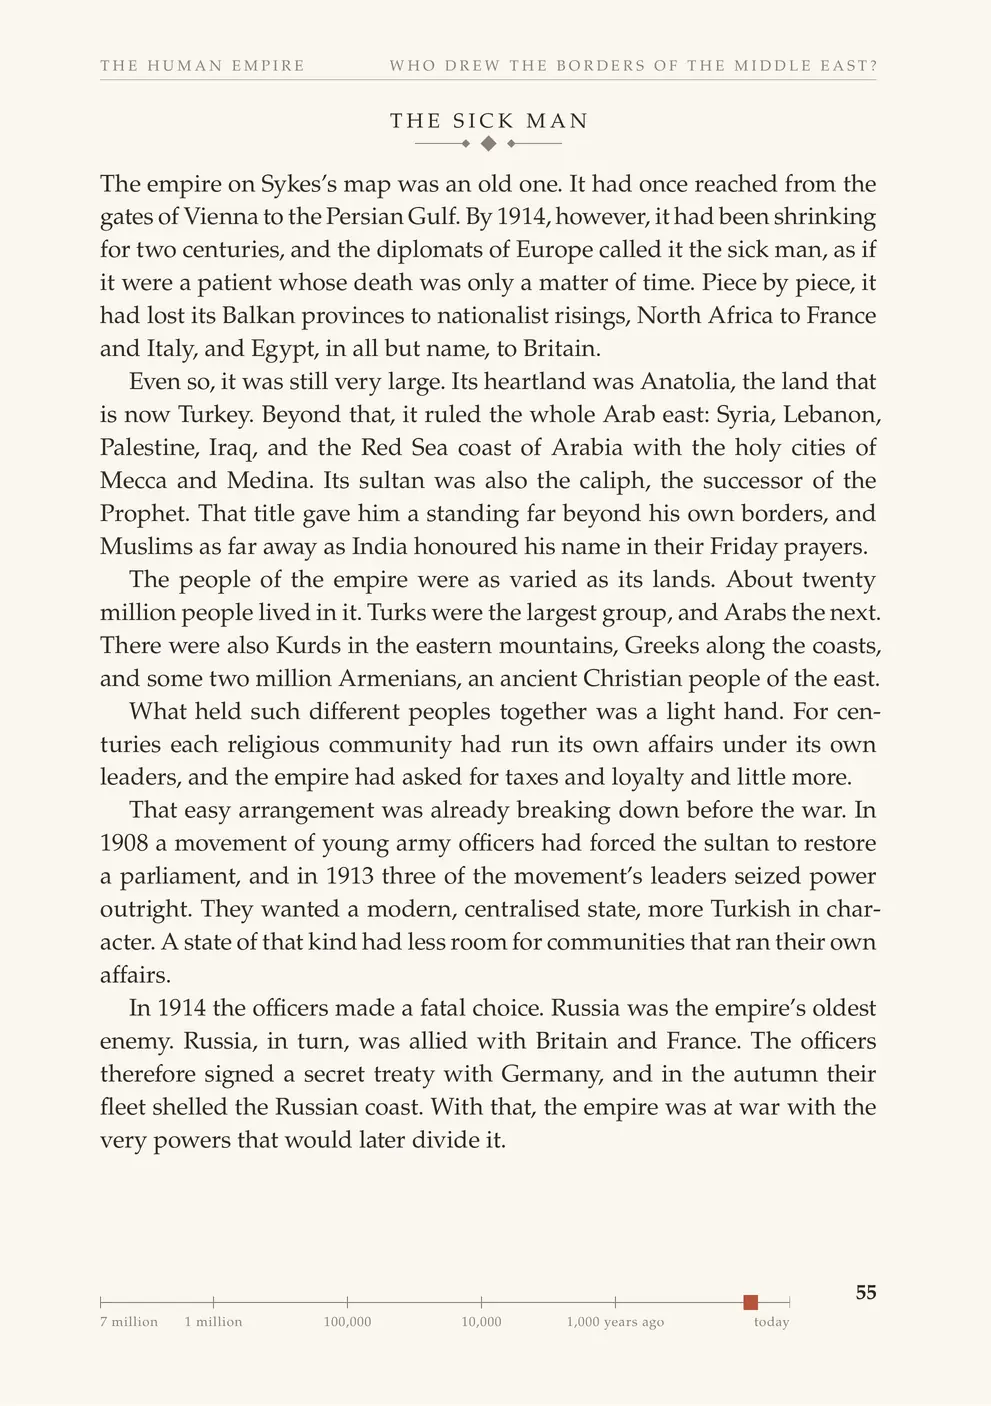 THE HUMAN EMPIRE
WHO DREW THE BORDERS OF THE MIDDLE EAST?
THE SICK MAN
The empire on Sykes’s map was an old one. It had once reached from the
gates of Vienna to the Persian Gulf. By 1914, however, it had been shrinking
for two centuries, and the diplomats of Europe called it the sick man, as if
it were a patient whose death was only a matter of time. Piece by piece, it
had lost its Balkan provinces to nationalist risings, North Africa to France
and Italy, and Egypt, in all but name, to Britain.
Even so, it was still very large. Its heartland was Anatolia, the land that
is now Turkey. Beyond that, it ruled the whole Arab east: Syria, Lebanon,
Palestine, Iraq, and the Red Sea coast of Arabia with the holy cities of
Mecca and Medina. Its sultan was also the caliph, the successor of the
Prophet. That title gave him a standing far beyond his own borders, and
Muslims as far away as India honoured his name in their Friday prayers.
The people of the empire were as varied as its lands. About twenty
million people lived in it. Turks were the largest group, and Arabs the next.
There were also Kurds in the eastern mountains, Greeks along the coasts,
and some two million Armenians, an ancient Christian people of the east.
What held such different peoples together was a light hand. For cen-
turies each religious community had run its own affairs under its own
leaders, and the empire had asked for taxes and loyalty and little more.
That easy arrangement was already breaking down before the war. In
1908 a movement of young army officers had forced the sultan to restore
a parliament, and in 1913 three of the movement’s leaders seized power
outright. They wanted a modern, centralised state, more Turkish in char-
acter. A state of that kind had less room for communities that ran their own
affairs.
In 1914 the officers made a fatal choice. Russia was the empire’s oldest
enemy. Russia, in turn, was allied with Britain and France. The officers
therefore signed a secret treaty with Germany, and in the autumn their
fleet shelled the Russian coast. With that, the empire was at war with the
very powers that would later divide it.
55
7 million 1 million 100,000 10,000 1,000 years ago today